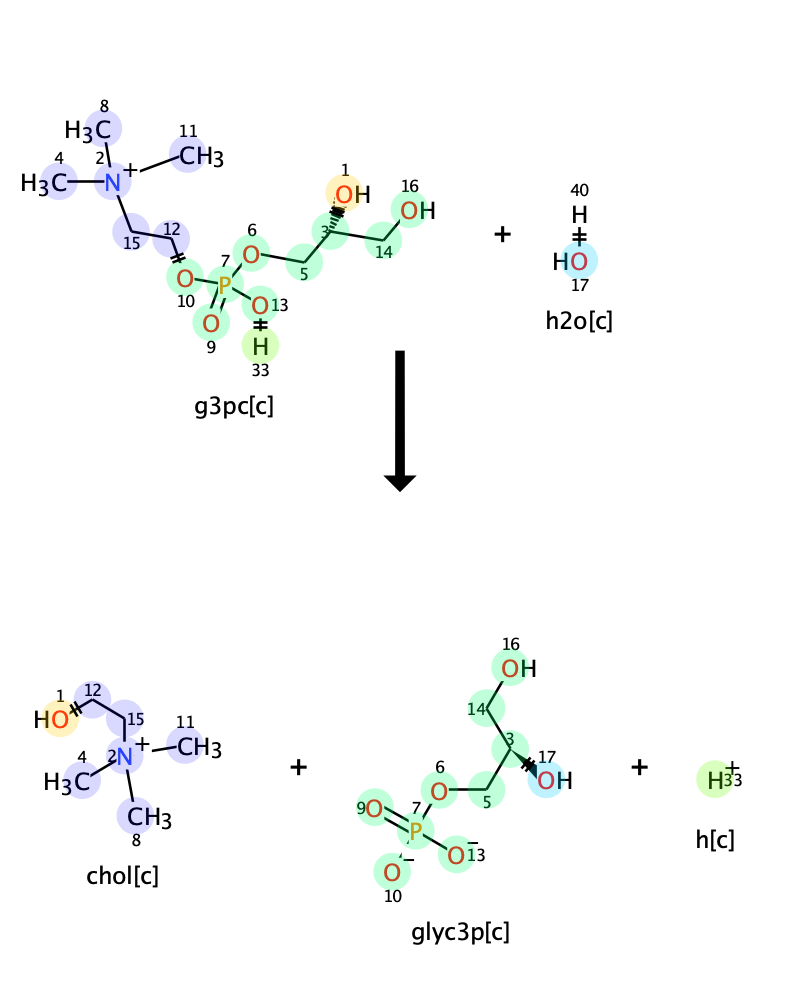 8
H₃C
11
4
2
+
CH₃
H₃C
N
1
OH
16
OH
40
H
15
12
6
O
3
14
+
HO
17
5
7
O
P
10
O
13
O
9
H
33
h2o[c]
g3pc[c]
16
OH
1
12
HO
15
14
11
3
2
N
+
CH₃
17
OH
4
H₃C
6
O
5
+
+
H
+
33
9
O
7
P
CH₃
8
O
−
13
O
−
10
h[c]
chol[c]
glyc3p[c]